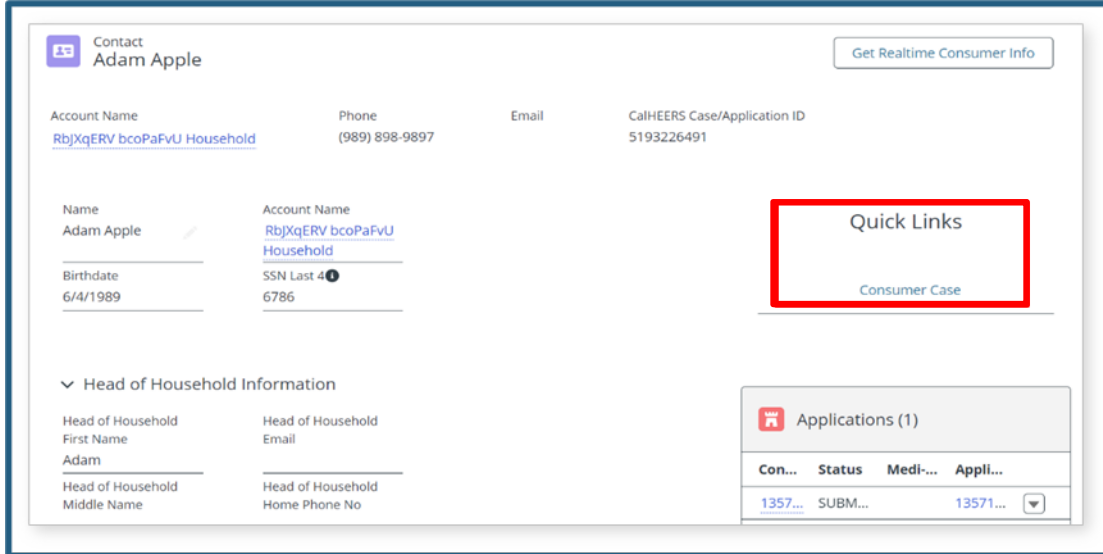 Contact
Adam Apple
Get Realtime Consumer Info
Account Name
Phone
Email
CalHEERS Case/Application ID
RbJXqERV bcoPaFvU Household
(989) 898-9897
5193226491
Name
Account Name
Adam Apple
RbJXqERV bcoPaFvU
Household
Birthdate
SSN Last 4
6/4/1989
6786
Quick Links
Consumer Case
Head of Household Information
Head of Household
First Name
Head of Household
Email
Adam
Head of Household
Middle Name
Head of Household
Home Phone No
Applications (1)
Con... Status Medi-... Appli...
1357... SUBM... 13571...